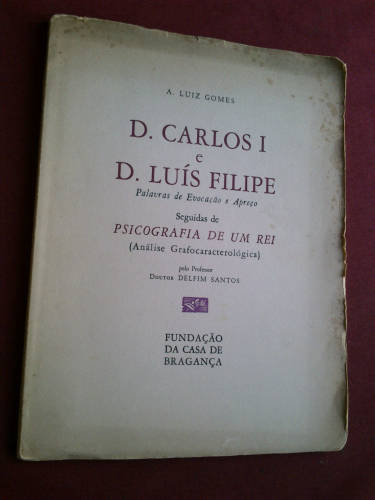 A. LUIZ GOMES
D. CARLOS I
e
D. LUÍS FILIPE
Palavras de Evocação e Apreço
Seguidas de
PSICOGRAFIA DE UM REI
(Análise Grafocaracterológica)
pelo Professor
Doutor DELFIM SANTOS
FUNDAÇÃO
DA CASA DE
BRAGANÇA